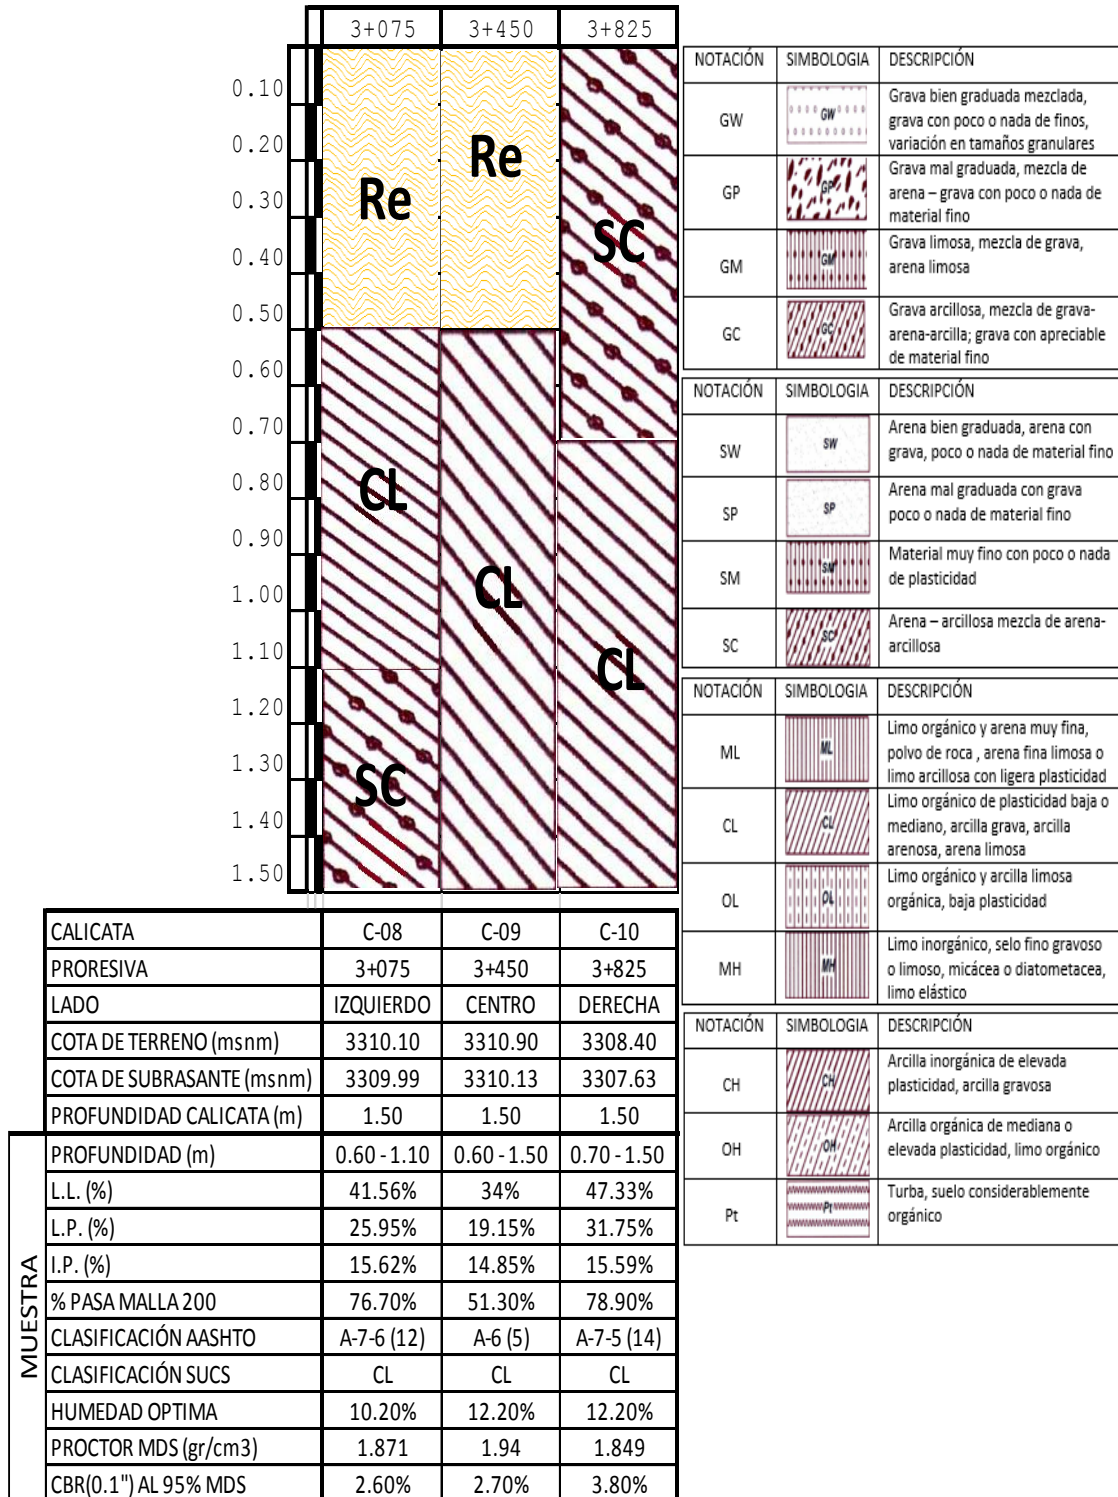 3+075 3+450 3+825
0.10
0.20
0.30
0.40
0.50
0.60
0.70
0.80
0.90
1.00
1.10
1.20
1.30
1.40
1.50
Re Re SC
CL CL CL
SC
CALICATA C-08 C-09 C-10
PRORESIVA 3+075 3+450 3+825
LADO IZQUIERDO CENTRO DERECHA
COTA DE TERRENO (msnm) 3310.10 3310.90 3308.40
COTA DE SUBRASANTE (msnm) 3309.99 3310.13 3307.63
PROFUNDIDAD CALICATA (m) 1.50 1.50 1.50
MUESTRA
PROFUNDIDAD (m) 0.60 - 1.10 0.60 - 1.50 0.70 - 1.50
L.L. (%) 41.56% 34% 47.33%
L.P. (%) 25.95% 19.15% 31.75%
I.P. (%) 15.62% 14.85% 15.59%
% PASA MALLA 200 76.70% 51.30% 78.90%
CLASIFICACIÓN AASHTO A-7-6 (12) A-6 (5) A-7-5 (14)
CLASIFICACIÓN SUCS CL CL CL
HUMEDAD OPTIMA 10.20% 12.20% 12.20%
PROCTOR MDS (gr/cm3) 1.871 1.94 1.849
CBR(0.1") AL 95% MDS 2.60% 2.70% 3.80%
NOTACIÓN SIMBOLOGIA DESCRIPCIÓN
GW GW Grava bien graduada mezclada,
grava con poco o nada de finos,
variación en tamaños granulares
GP GP Grava mal graduada, mezcla de
arena – grava con poco o nada de
material fino
GM GM Grava limosa, mezcla de grava,
arena limosa
GC GC Grava arcillosa, mezcla de grava-
arena-arcilla; grava con apreciable
de material fino
NOTACIÓN SIMBOLOGIA DESCRIPCIÓN
SW SW Arena bien graduada, arena con
grava, poco o nada de material fino
SP SP Arena mal graduada con grava
poco o nada de material fino
SM SM Material muy fino con poco o nada
de plasticidad
SC SC Arena – arcillosa mezcla de arena-
arcillosa
NOTACIÓN SIMBOLOGIA DESCRIPCIÓN
ML ML Limo orgánico y arena muy fina,
polvo de roca , arena fina limosa o
limo arcillosa con ligera plasticidad
CL CL Limo orgánico de plasticidad baja o
mediano, arcilla grava, arcilla
arenosa, arena limosa
OL OL Limo orgánico y arcilla limosa
orgánica, baja plasticidad
MH MH Limo inorgánico, selo fino gravoso
o limoso, micácea o diatometacea,
limo elástico
NOTACIÓN SIMBOLOGIA DESCRIPCIÓN
CH CH Arcilla inorgánica de elevada
plasticidad, arcilla gravosa
OH OH Arcilla orgánica de mediana o
elevada plasticidad, limo orgánico
Pt Pt Turba, suelo considerablemente
orgánico